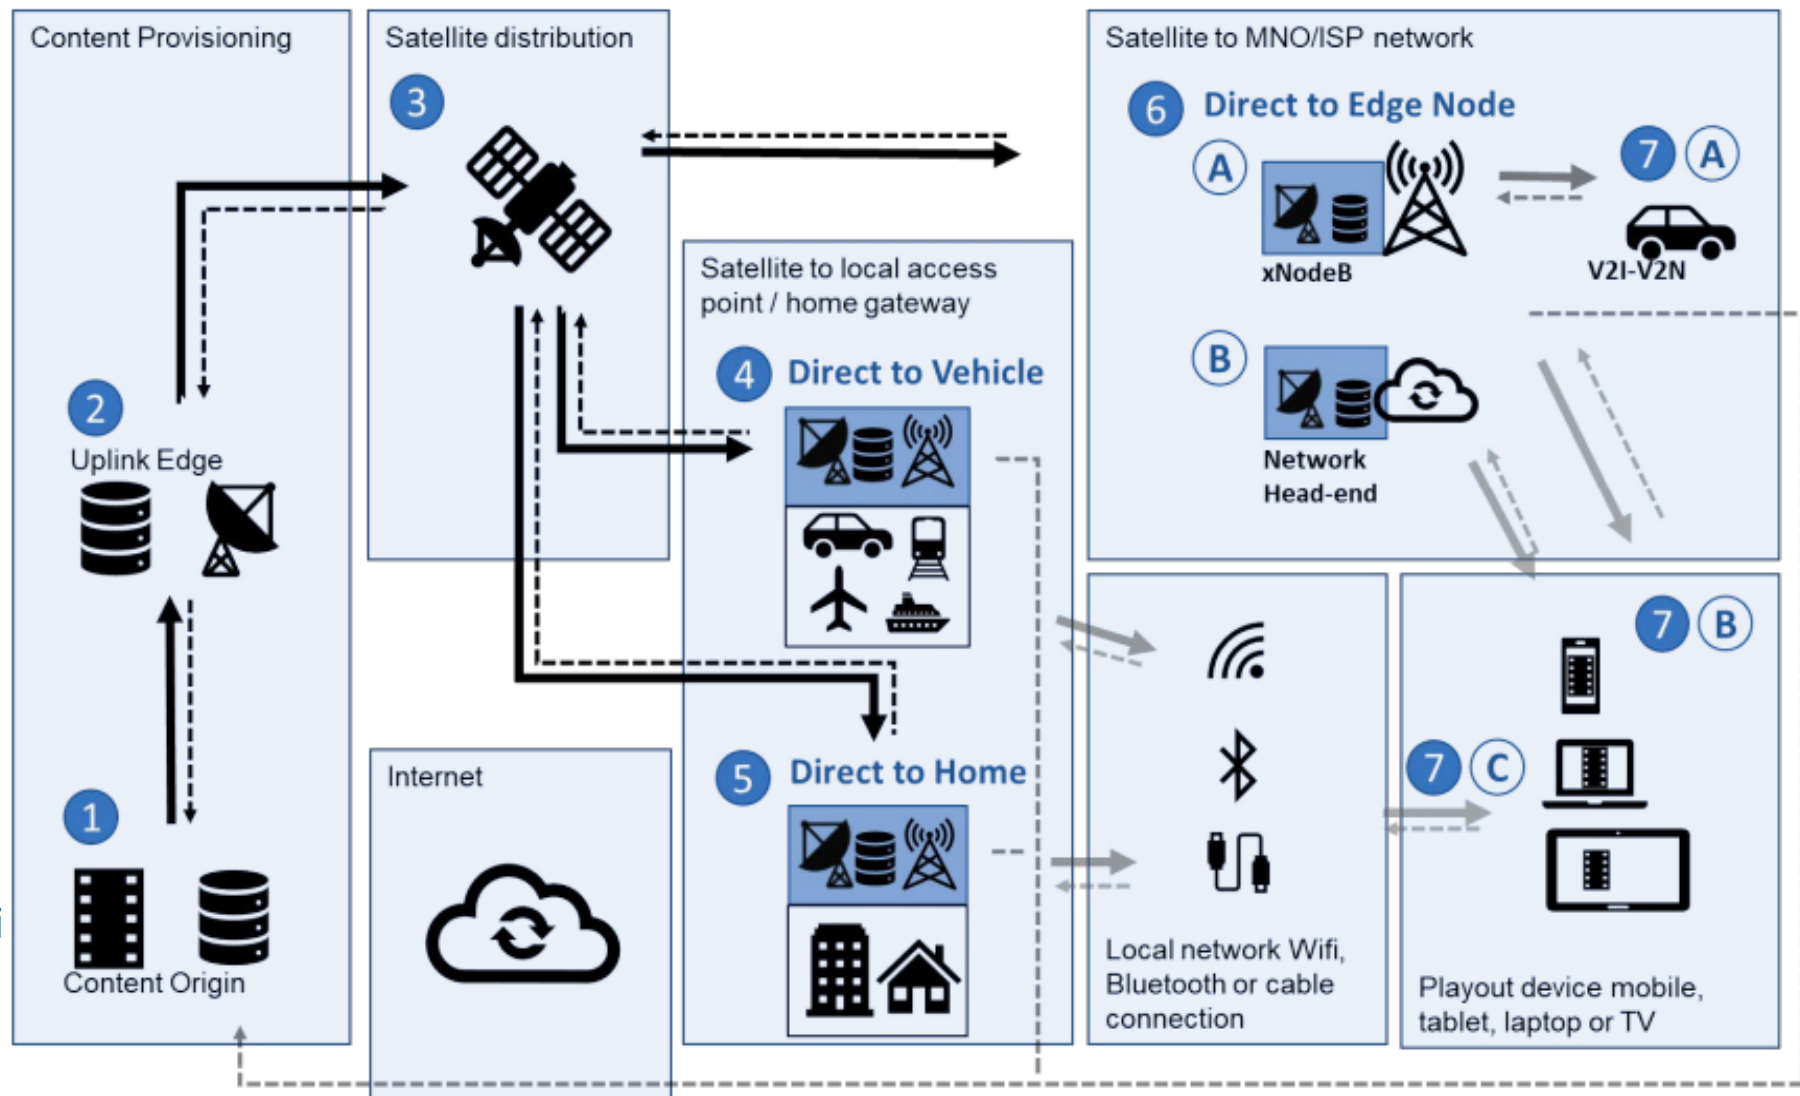 Content Provisioning
2
Uplink Edge
1
Content Origin
Satellite distribution
3
Internet
Satellite to local access
point / home gateway
4 Direct to Vehicle
5 Direct to Home
Satellite to MNO/ISP network
6 Direct to Edge Node
A
xNodeB
7 A
V2I-V2N
B
Network
Head-end
Local network Wifi,
Bluetooth or cable
connection
7 B
7 C
Playout device mobile,
tablet, laptop or TV